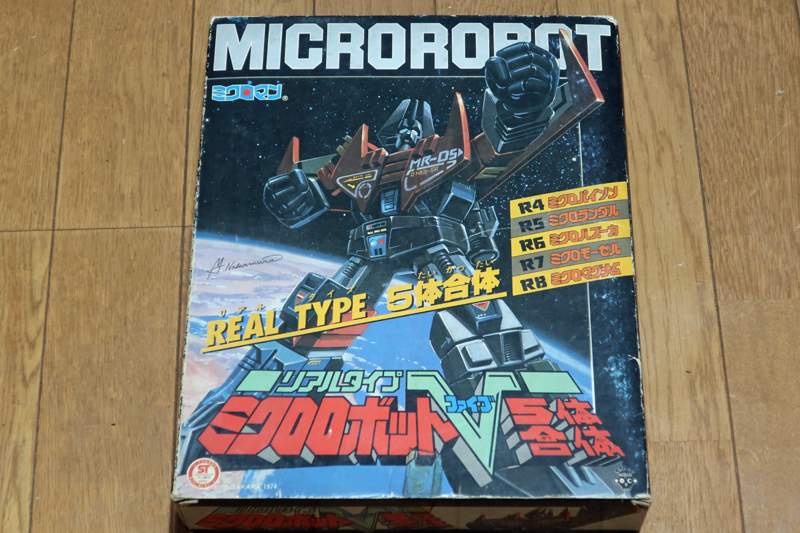 MICROROBOT
ミクロマン®
MR-05
R4 ミクロパイソン
R5 ミクロランダル
R6 ミクロバズーカ
R7 ミクロモーゼル
R8 ミクロマグナム
A Nakamura
リアル タイプ たいがったい
REAL TYPE 5体合体
リアルタイプ
ミクロロボットV 5体合体
ファイブ
ST
TAKARA 1974